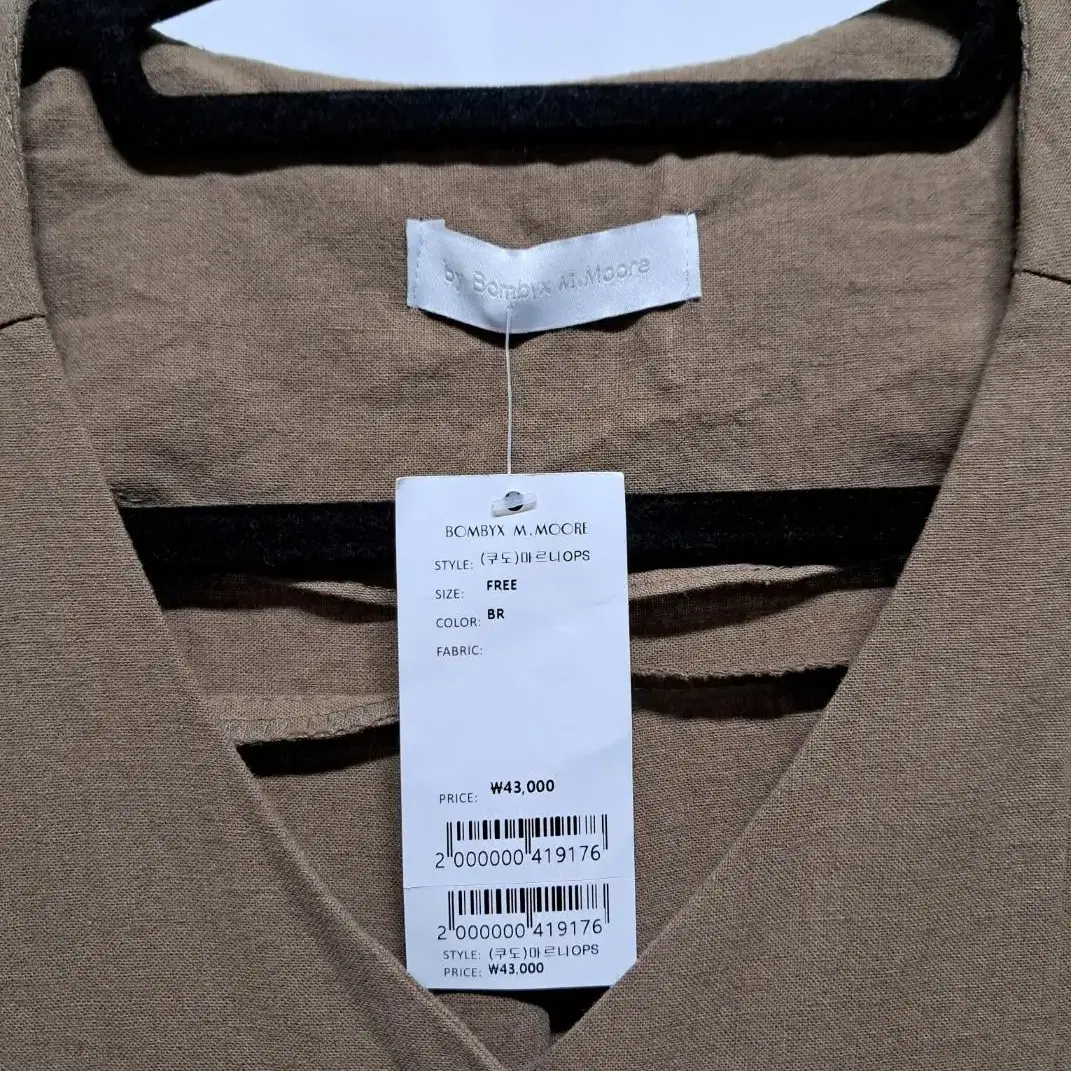 by Bombyx M.Moore
BOMBYX M.MOORE
STYLE: (쿠도)마르니OPS
SIZE: FREE
COLOR: BR
FABRIC:
PRICE: ₩43,000
2 000000 419176
2 000000 419176
STYLE: (쿠도)마르니OPS
PRICE: ₩43,000